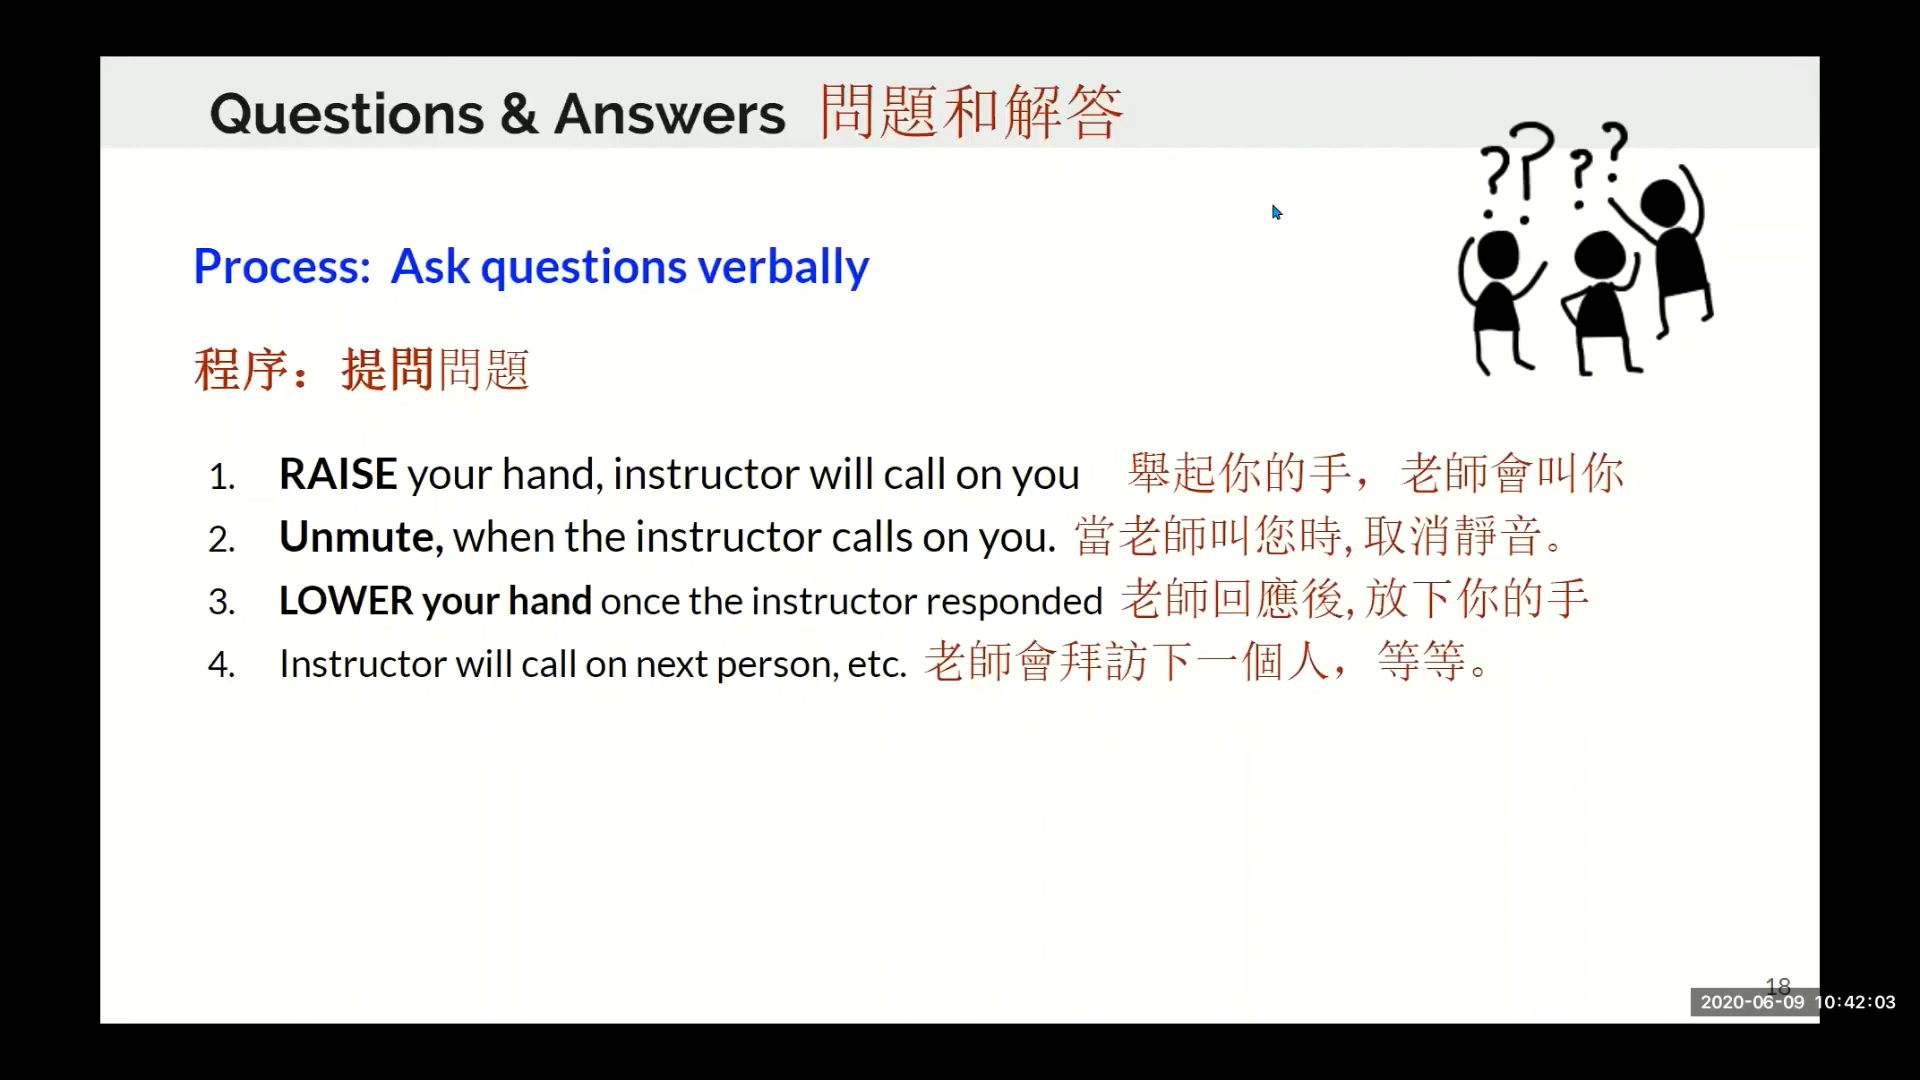 Questions & Answers 問題和解答
Process: Ask questions verbally
程序：提問問題
1. RAISE your hand, instructor will call on you 舉起你的手，老師會叫你
2. Unmute, when the instructor calls on you. 當老師叫您時, 取消靜音。
3. LOWER your hand once the instructor responded 老師回應後, 放下你的手
4. Instructor will call on next person, etc. 老師會拜訪下一個人，等等。
18
2020-06-09 10:42:03